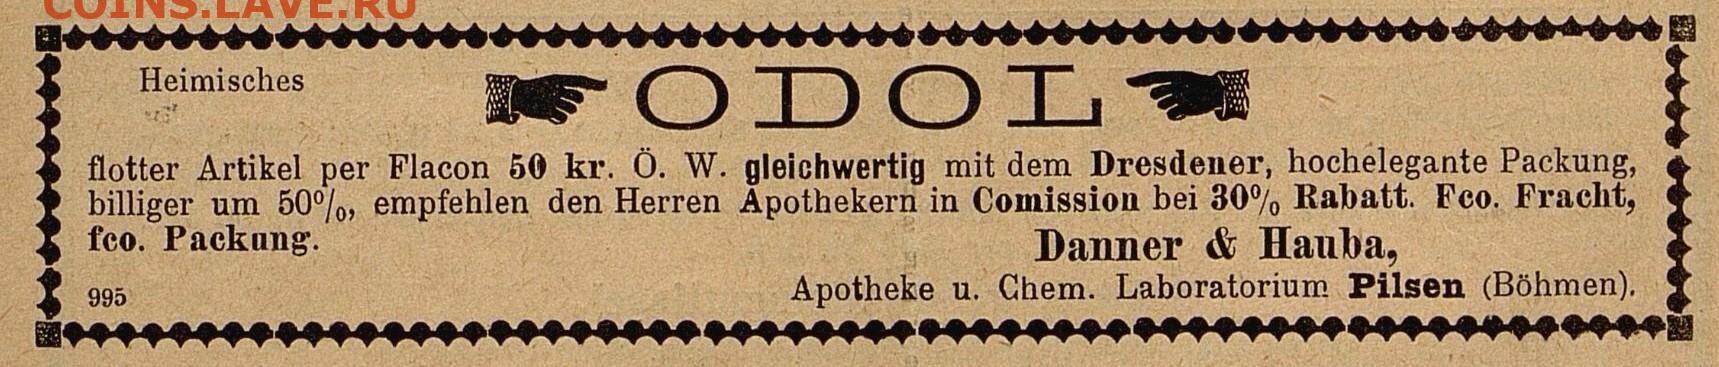 COINS.LAVE.RU
Heimisches
ODOL
flotter Artikel per Flacon 50 kr. Ö. W. gleichwertig mit dem Dresdener, hochelegante Packung,
billiger um 50%, empfehlen den Herren Apothekern in Comission bei 30% Rabatt. Fco. Fracht,
fco. Packung.
Danner & Hauba,
995
Apotheke u. Chem. Laboratorium Pilsen (Böhmen).